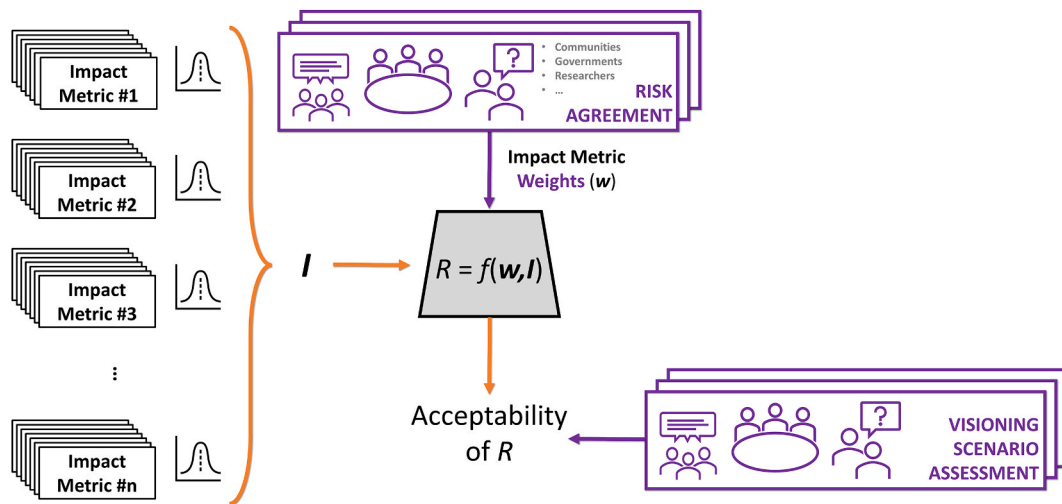 Impact
Metric #1
Impact
Metric #2
Impact
Metric #3
...
Impact
Metric #n
I
• Communities
• Governments
• Researchers
• ...
RISK
AGREEMENT
?
Impact Metric
Weights (w)
R = f(w,I)
Acceptability
of R
?
VISIONING
SCENARIO
ASSESSMENT